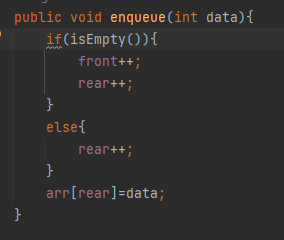 public void enqueue(int data){
if(isEmpty()){
front++;
rear++;
}
else{
rear++;
}
arr[rear]=data;
}